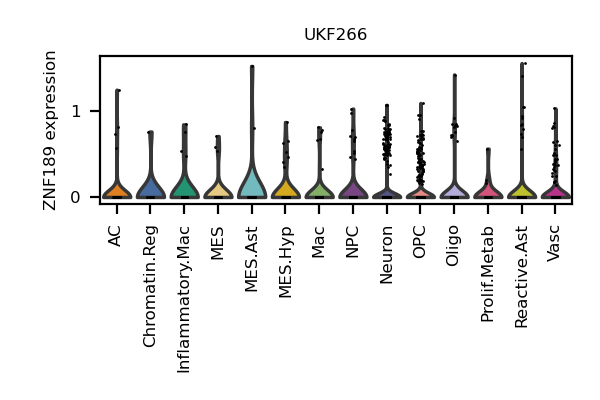 UKF266
ZNF189 expression
1
0
AC
Chromatin.Reg
Inflammatory.Mac
MES
MES.Ast
MES.Hyp
Mac
NPC
Neuron
OPC
Oligo
Prolif.Metab
Reactive.Ast
Vasc